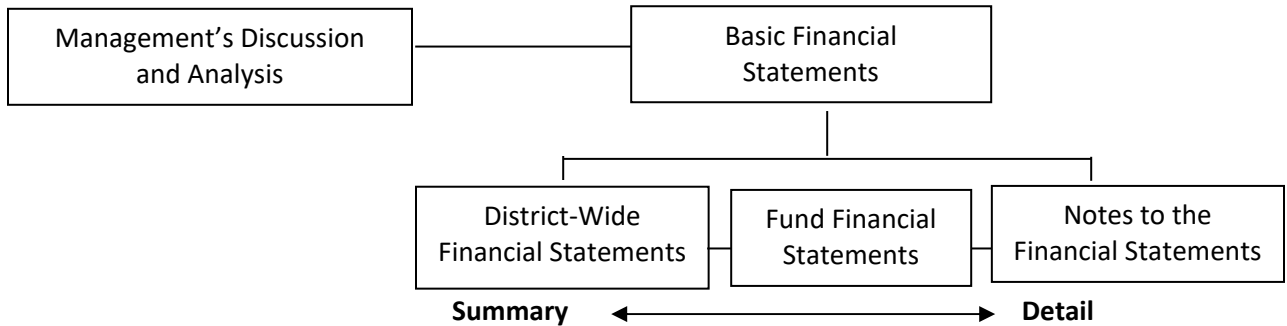 Management’s Discussion
and Analysis
Basic Financial
Statements
District-Wide
Financial Statements
Fund Financial
Statements
Notes to the
Financial Statements
Summary
Detail